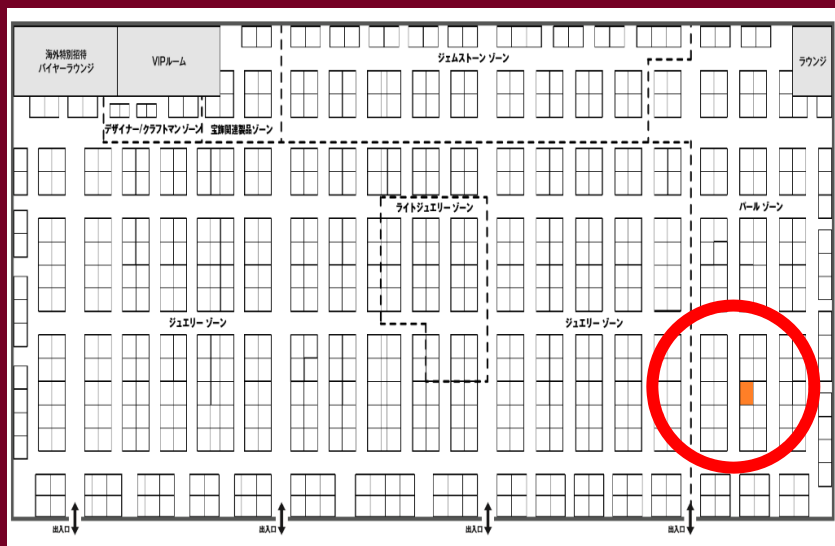 海外特別招待
バイヤーラウンジ
VIPルーム
ジェムストーン ゾーン
ラウンジ
デザイナー/クラフトマン ゾーン
宝飾関連製品ゾーン
ライトジュエリー ゾーン
パール ゾーン
ジュエリー ゾーン
ジュエリー ゾーン
出入口
出入口
出入口
出入口